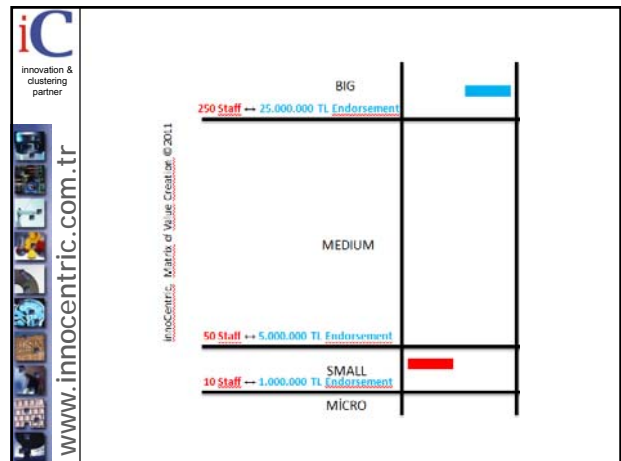 iC
innovation &
clustering
partner
www.innocentric.com.tr
innoCentric, Matrix of Value Creation ©2011
BIG
250 Staff ↔ 25.000.000 TL Endorsement
MEDIUM
50 Staff ↔ 5.000.000 TL Endorsement
SMALL
10 Staff ↔ 1.000.000 TL Endorsement
MİCRO